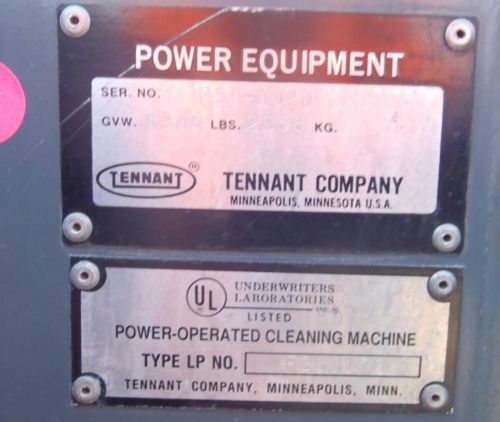 POWER EQUIPMENT
SER. NO.
GVW. LBS. KG.
TENNANT ®
TENNANT COMPANY
MINNEAPOLIS, MINNESOTA U.S.A.
UL ®
UNDERWRITERS
LABORATORIES
INC.®
LISTED
POWER-OPERATED CLEANING MACHINE
TYPE LP NO.
TENNANT COMPANY, MINNEAPOLIS, MINN.